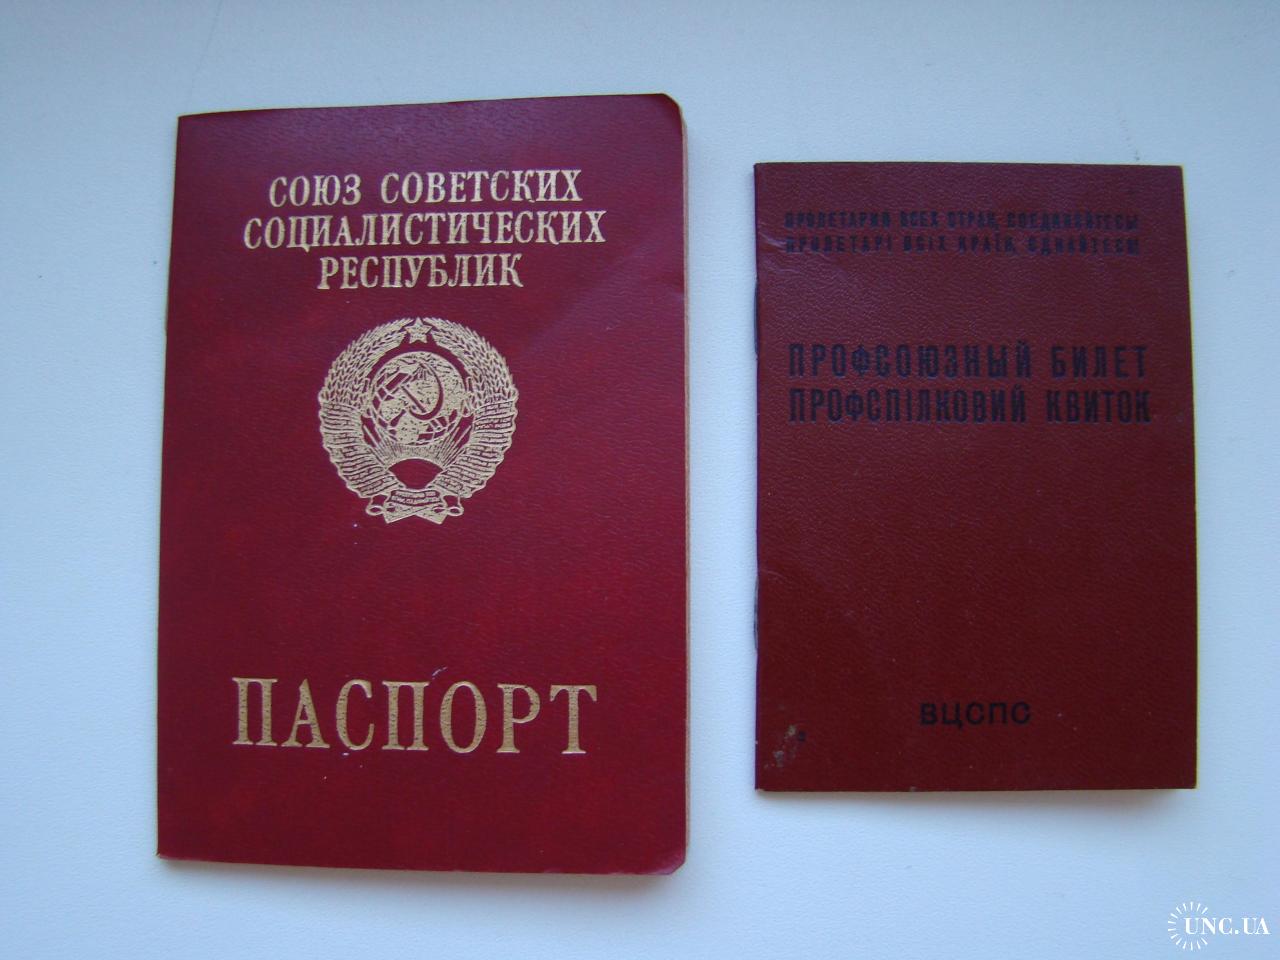 СОЮЗ СОВЕТСКИХ
СОЦИАЛИСТИЧЕСКИХ
РЕСПУБЛИК
ПАСПОРТ
ПРОЛЕТАРИИ ВСЕХ СТРАН, СОЕДИНЯЙТЕСЬ!
ПРОЛЕТАРІ ВСІХ КРАЇН, ЄДНАЙТЕСЯ!
ПРОФСОЮЗНЫЙ БИЛЕТ
ПРОФСПІЛКОВИЙ КВИТОК
ВЦСПС
UNC.UA